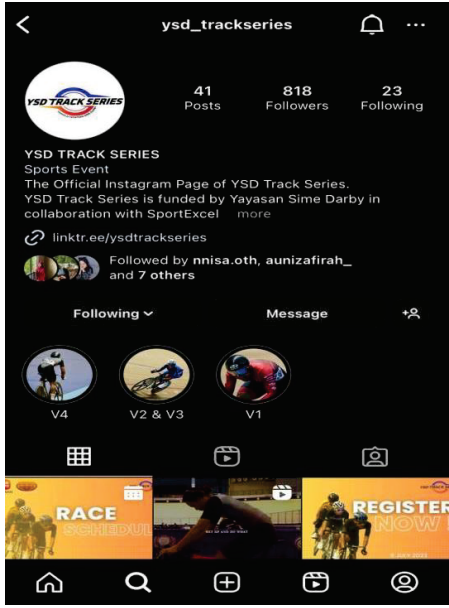 ysd_trackseries
YSD TRACK SERIES
41 818 23
Posts Followers Following
YSD TRACK SERIES
Sports Event
The Official Instagram Page of YSD Track Series.
YSD Track Series is funded by Yayasan Sime Darby in
collaboration with SportExcel more
linktr.ee/ysdtrackseries
Followed by nnisa.oth, aunizafirah_
and 7 others
Following Message
V4 V2 & V3 V1
RACE
SCHEDUL
REGISTER
NOW